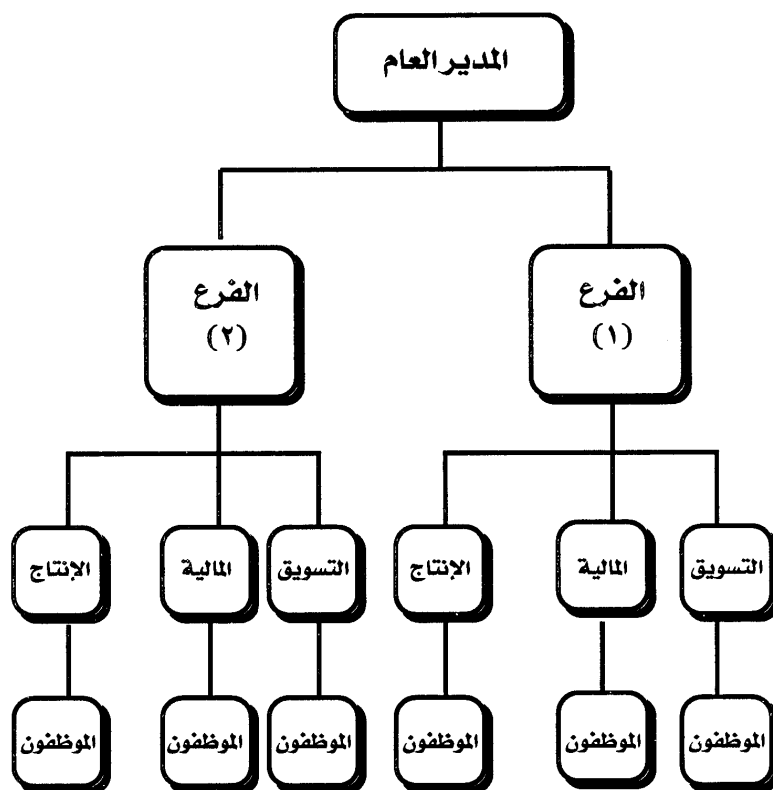 المدير العام
الفرع
(١)
الفرع
(٢)
التسويق
المالية
الإنتاج
التسويق
المالية
الإنتاج
الموظفون
الموظفون
الموظفون
الموظفون
الموظفون
الموظفون